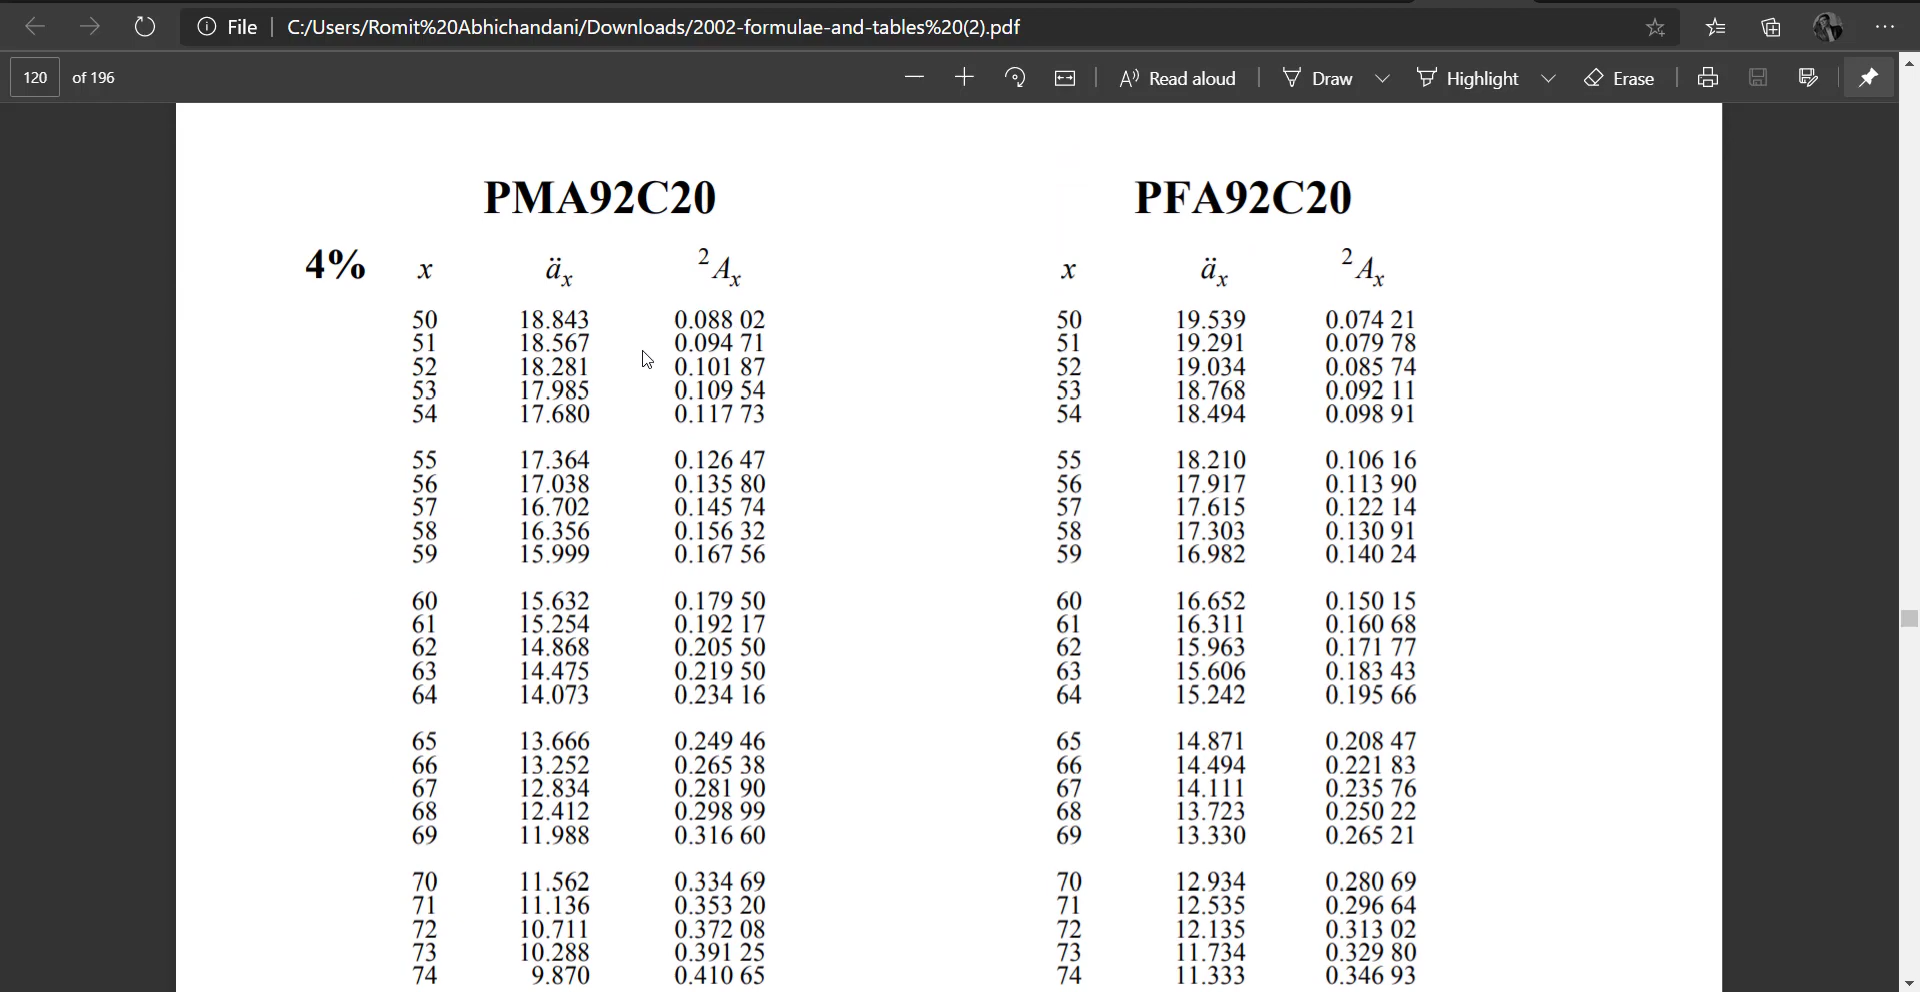 File C:/Users/Romit%20Abhichandani/Downloads/2002-formulae-and-tables%20(2).pdf
120 of 196 Read aloud Draw Highlight Erase
PMA92C20 PFA92C20
4% x äₓ ²Aₓ x äₓ ²Aₓ
50 18.843 0.088 02 50 19.539 0.074 21
51 18.567 0.094 71 51 19.291 0.079 78
52 18.281 0.101 87 52 19.034 0.085 74
53 17.985 0.109 54 53 18.768 0.092 11
54 17.680 0.117 73 54 18.494 0.098 91
55 17.364 0.126 47 55 18.210 0.106 16
56 17.038 0.135 80 56 17.917 0.113 90
57 16.702 0.145 74 57 17.615 0.122 14
58 16.356 0.156 32 58 17.303 0.130 91
59 15.999 0.167 56 59 16.982 0.140 24
60 15.632 0.179 50 60 16.652 0.150 15
61 15.254 0.192 17 61 16.311 0.160 68
62 14.868 0.205 50 62 15.963 0.171 77
63 14.475 0.219 50 63 15.606 0.183 43
64 14.073 0.234 16 64 15.242 0.195 66
65 13.666 0.249 46 65 14.871 0.208 47
66 13.252 0.265 38 66 14.494 0.221 83
67 12.834 0.281 90 67 14.111 0.235 76
68 12.412 0.298 99 68 13.723 0.250 22
69 11.988 0.316 60 69 13.330 0.265 21
70 11.562 0.334 69 70 12.934 0.280 69
71 11.136 0.353 20 71 12.535 0.296 64
72 10.711 0.372 08 72 12.135 0.313 02
73 10.288 0.391 25 73 11.734 0.329 80
74 9.870 0.410 65 74 11.333 0.346 93